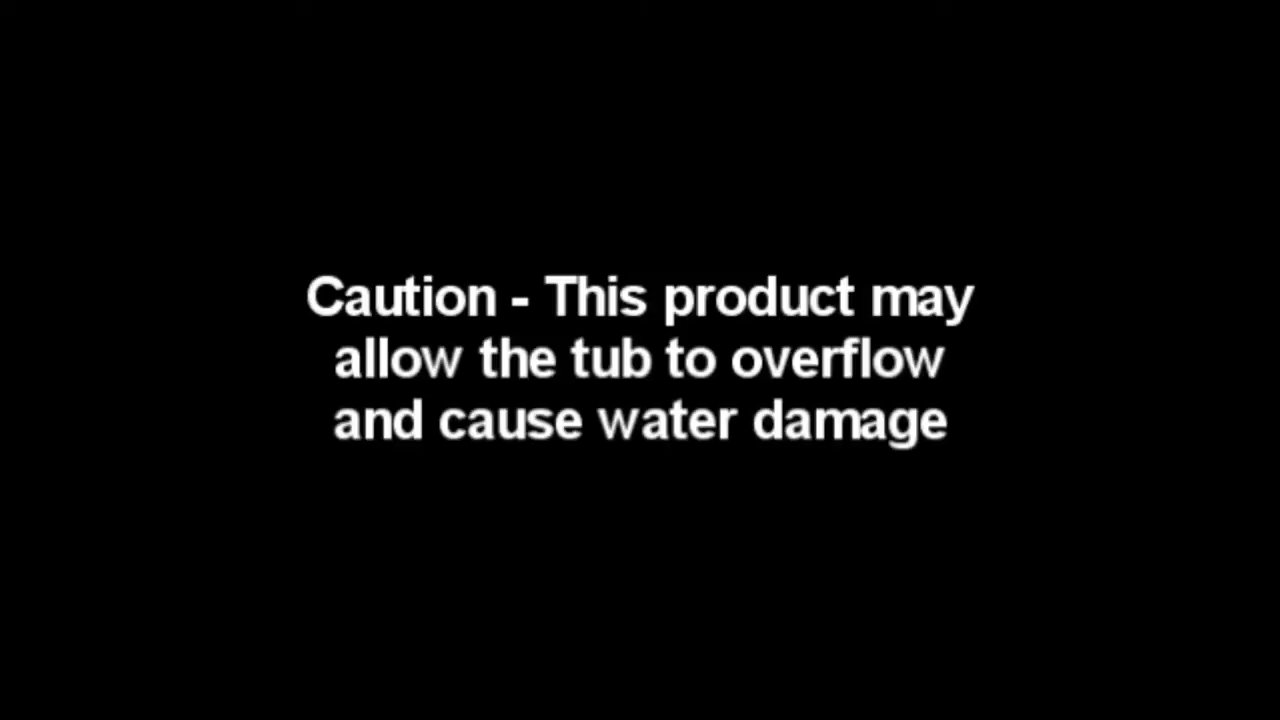 Caution - This product may
allow the tub to overflow
and cause water damage